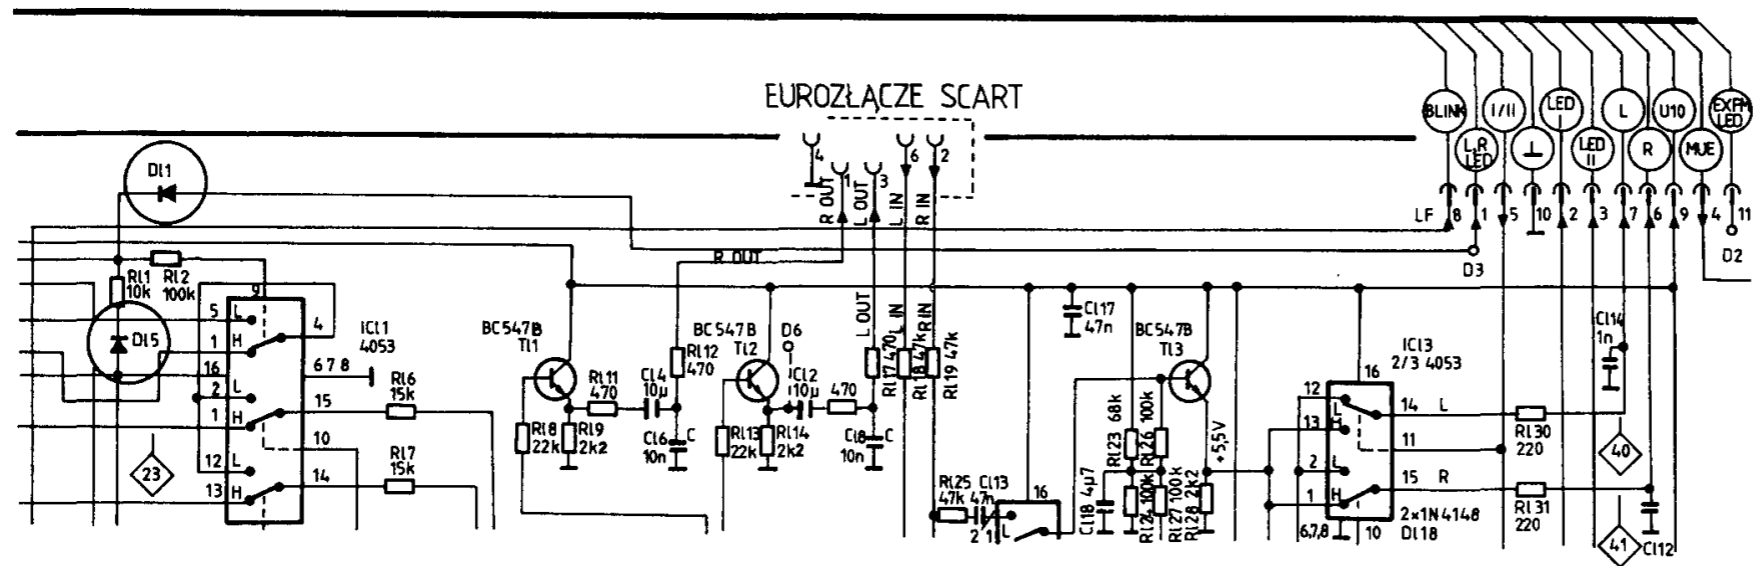 EUROZŁĄCZE SCART
BLINK
I/II
LED I
L
U10
EXFM LED
L,R LED
⊥
LED II
R
MUE
LF 8 1 5 10 2 3 7 6 9 4 11
D3
D2
4 1 3 6 2
R OUT
L OUT
L IN
R IN
R OUT
L OUT
L IN
R IN
Dl1
Rl1
10k
Rl2
100k
Dl5
9
5 L
1 H
4
16
2 L
1 H
15
10
12 L
13 H
14
6 7 8
ICl1
4053
23
Rl6
15k
Rl7
15k
BC547B
Tl1
Rl8
22k
Rl9
2k2
Rl11
470
Cl4
10µ
Rl12
470
Cl6
10n
C
BC547B
Tl2
D6
Rl13
22k
Rl14
2k2
Cl2
10µ
470
Cl8
10n
C
Rl17 470
Rl18 47k
Rl19 47k
Rl25
47k
Cl13
47n
2 1
L
16
Cl17
47n
BC547B
Tl3
Rl23 68k
Rl26 100k
Cl18 4µ7
Rl24 100k
Rl27 100k
Rl28 2k2
+5,5V
ICl3
2/3 4053
16
12
L
13 H
2 L
1 H
6,7,8
10
14 L
11
15 R
2x1N4148
Dl18
Rl30
220
Rl31
220
Cl14
1n
Cl12
40
41